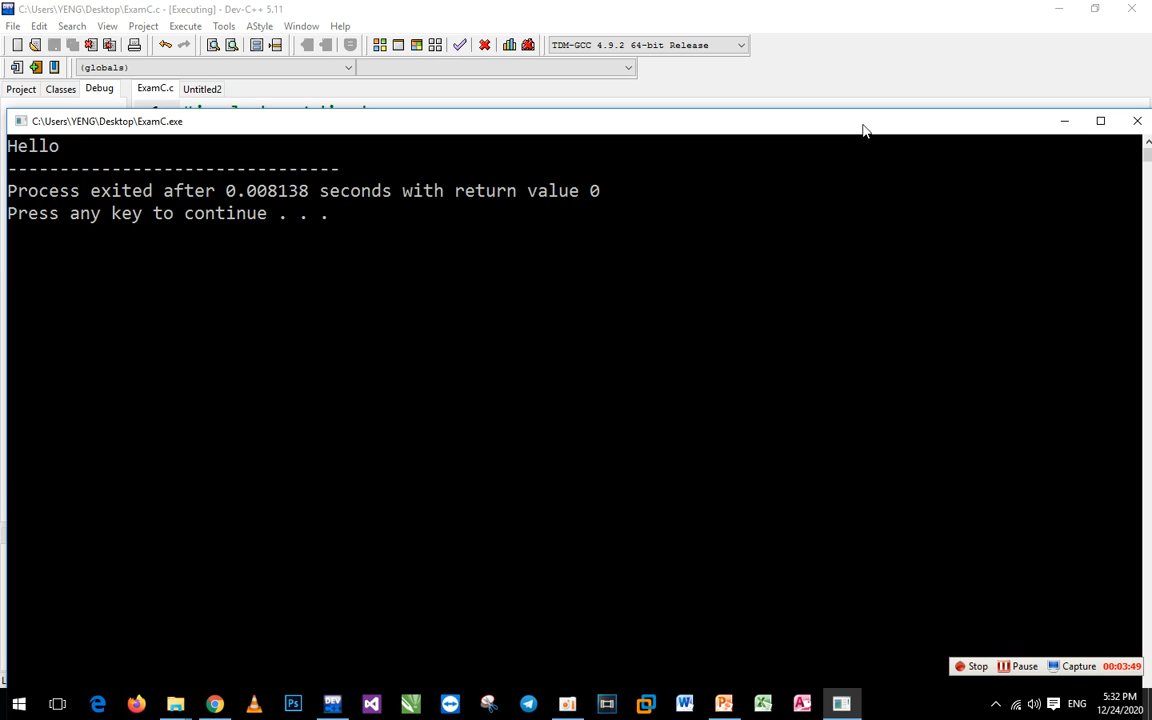 C:\Users\YENG\Desktop\ExamC.c - [Executing] - Dev-C++ 5.11
File Edit Search View Project Execute Tools AStyle Window Help
TDM-GCC 4.9.2 64-bit Release
(globals)
Project Classes Debug ExamC.c Untitled2
C:\Users\YENG\Desktop\ExamC.exe
Hello
--------------------------------
Process exited after 0.008138 seconds with return value 0
Press any key to continue . . .
Stop Pause Capture 00:03:49
Ps DEV ENG 5:32 PM
12/24/2020